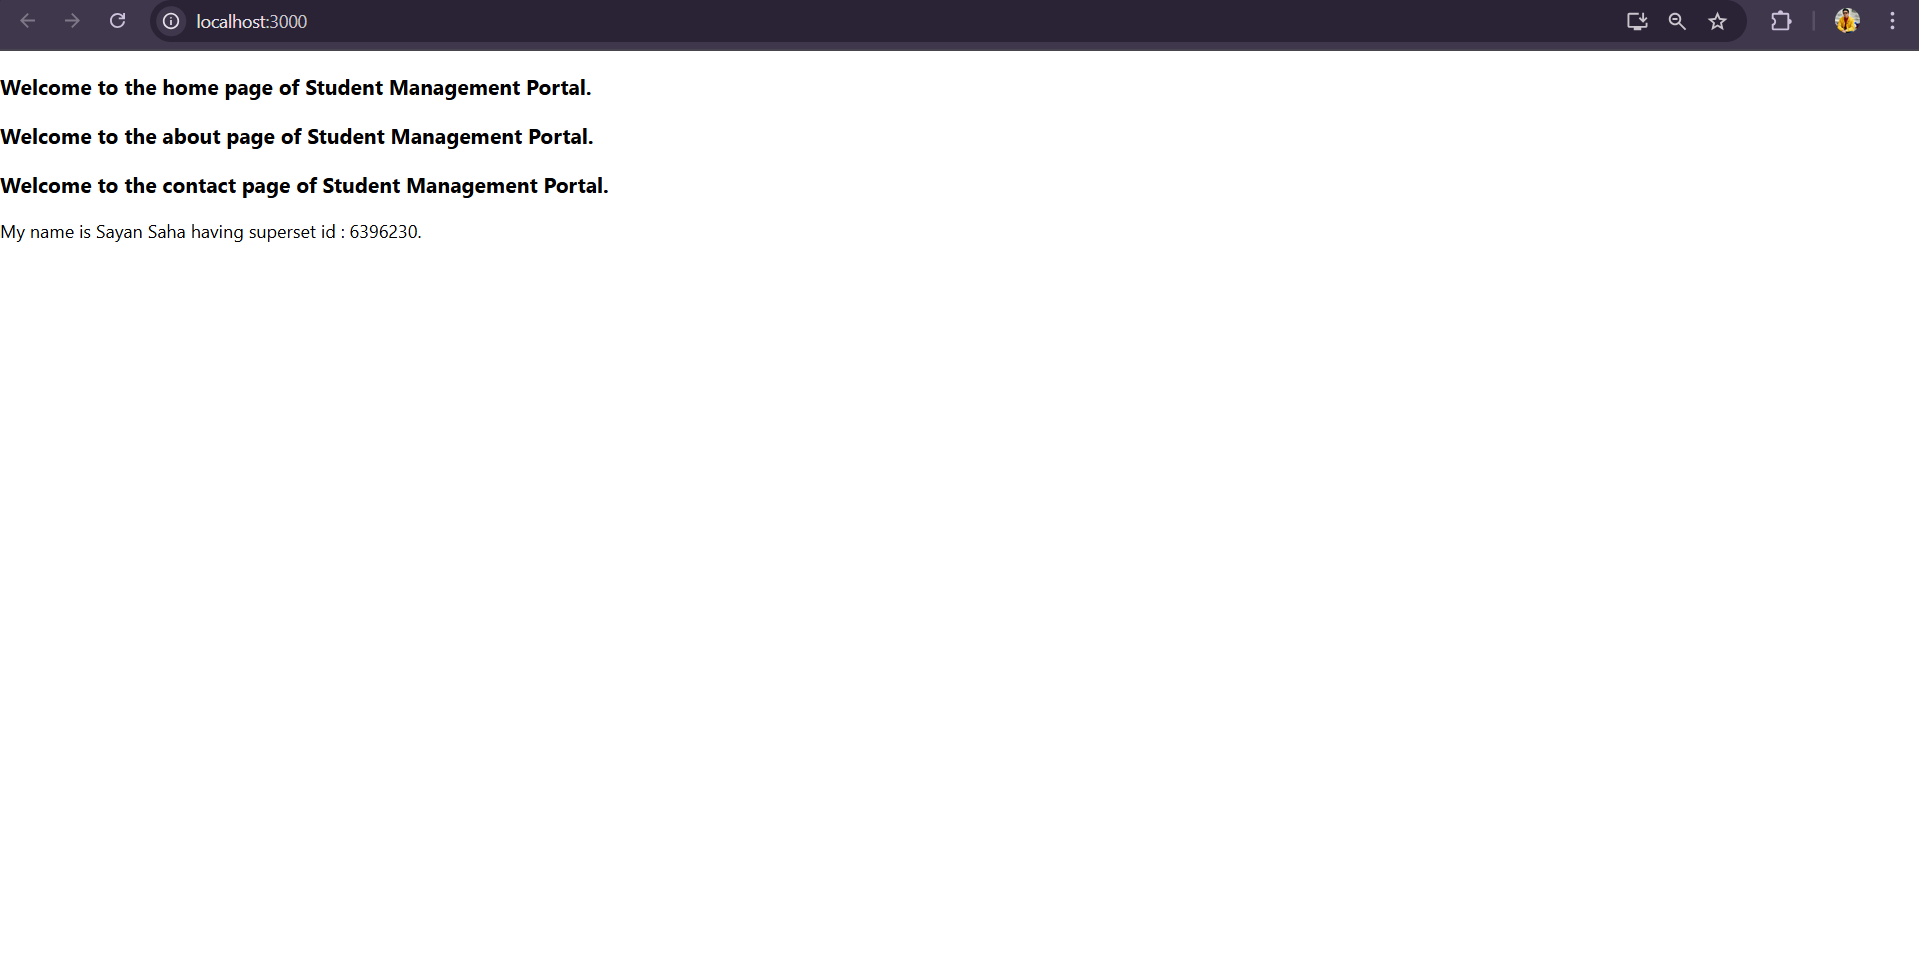 localhost:3000
Welcome to the home page of Student Management Portal.
Welcome to the about page of Student Management Portal.
Welcome to the contact page of Student Management Portal.
My name is Sayan Saha having superset id : 6396230.